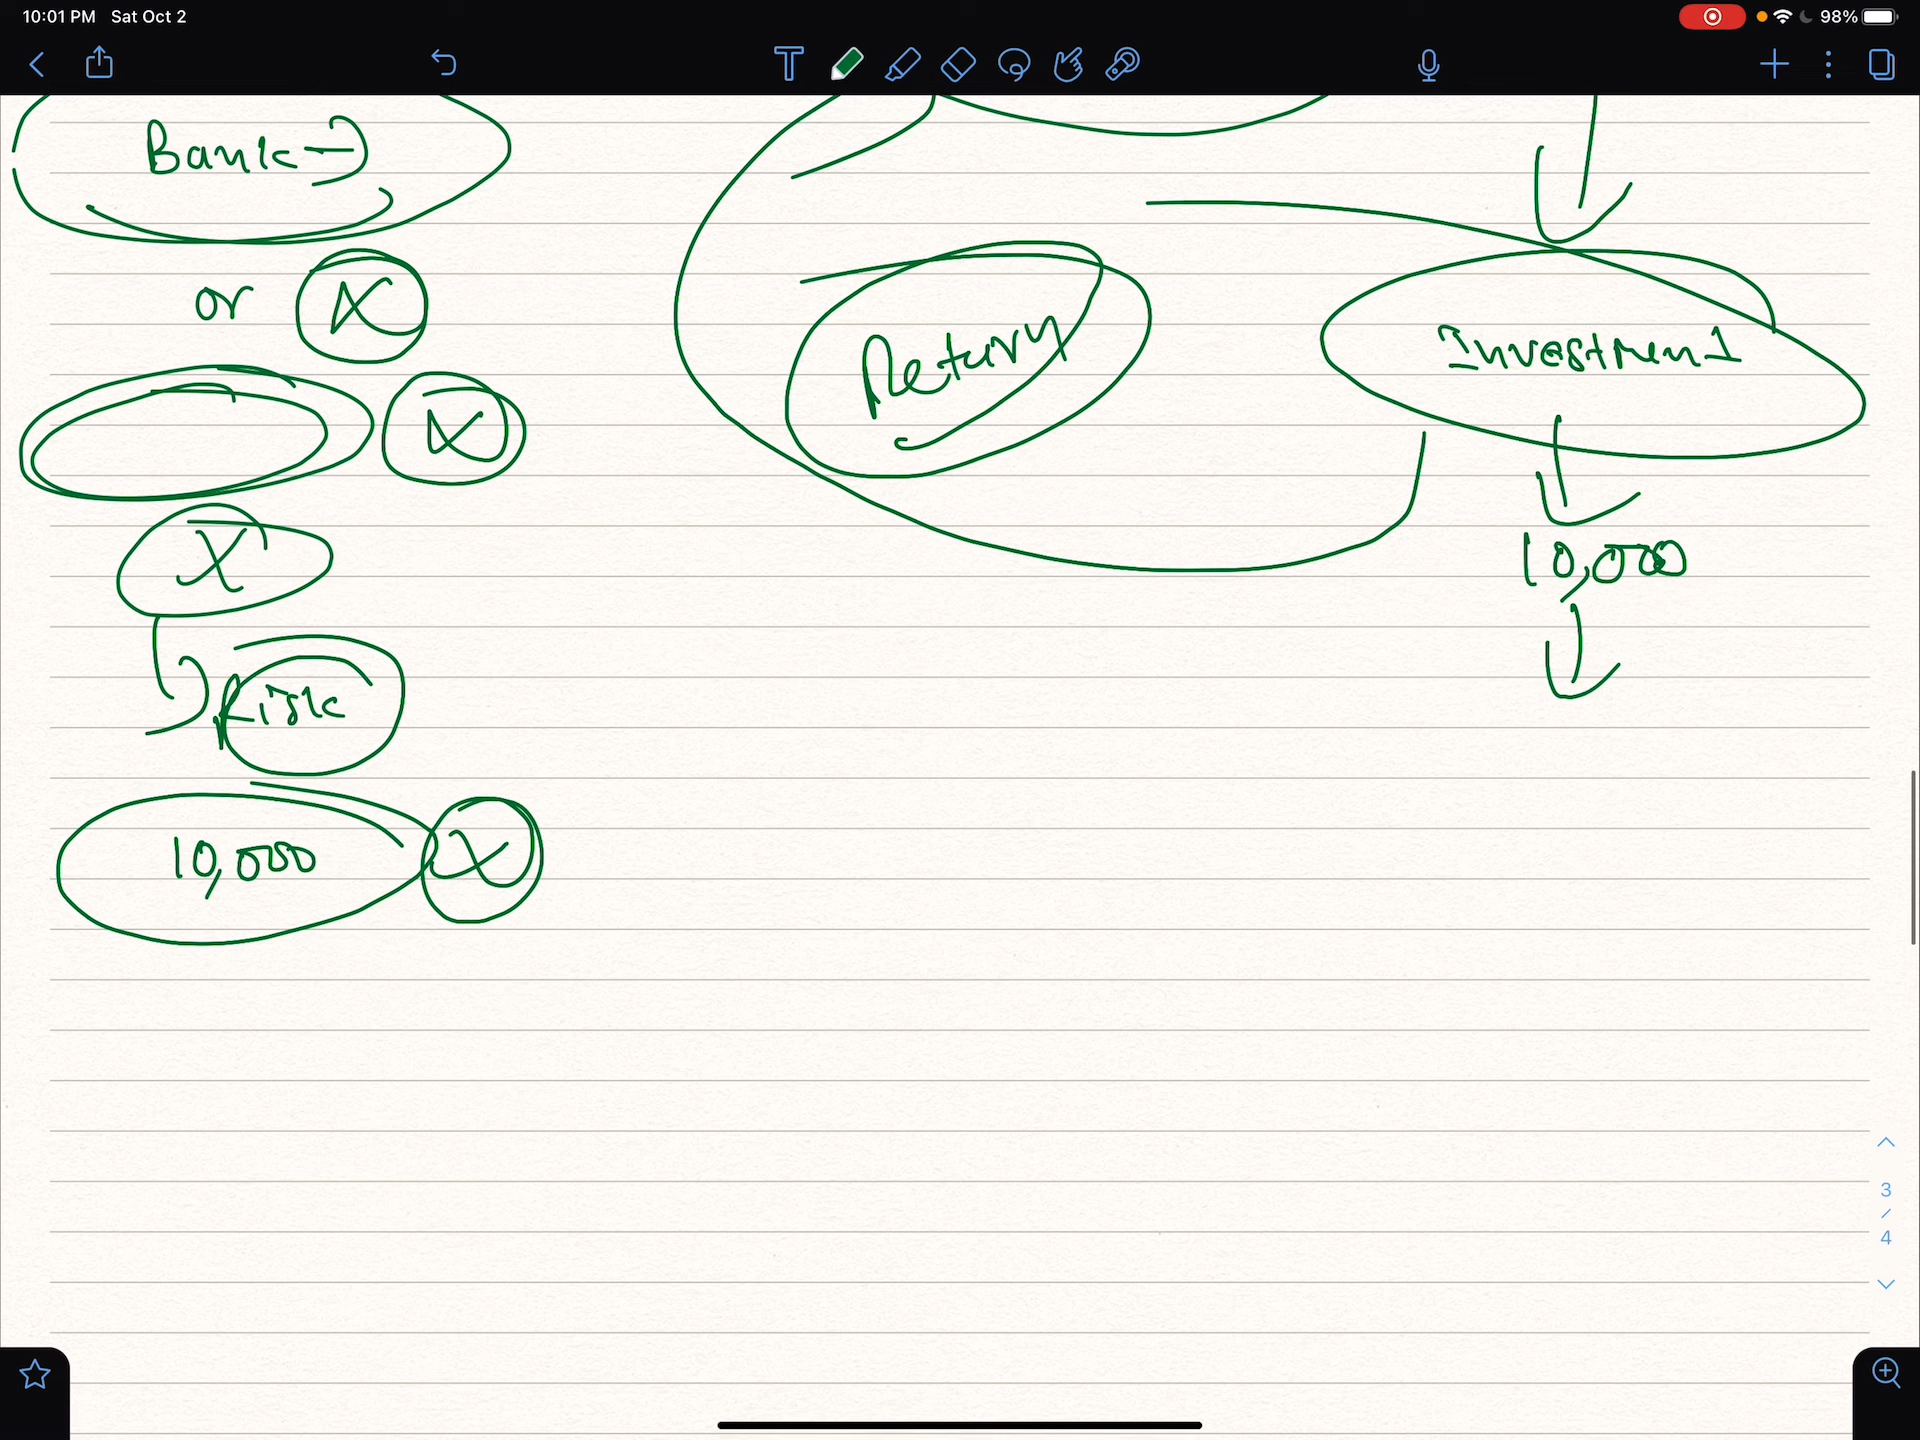 10:01 PM Sat Oct 2
98%
Bank
or X
Return
Investment
X
X
10,000
Risk
10,000 X
3
/
4